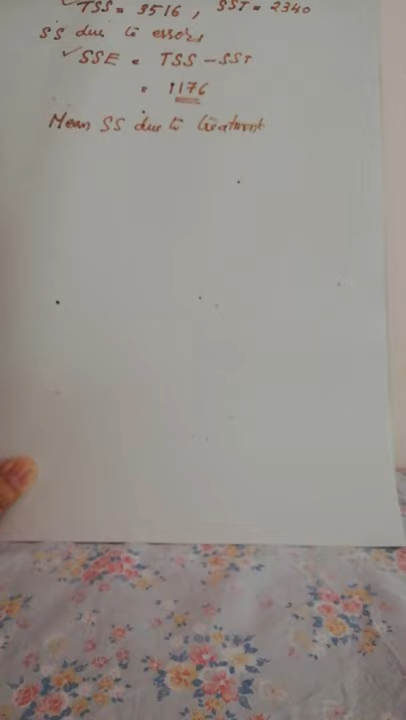 TSS = 3516 , SST = 2340
SS due to errors
✓ SSE = TSS - SST
= 1176
Mean SS due to treatment